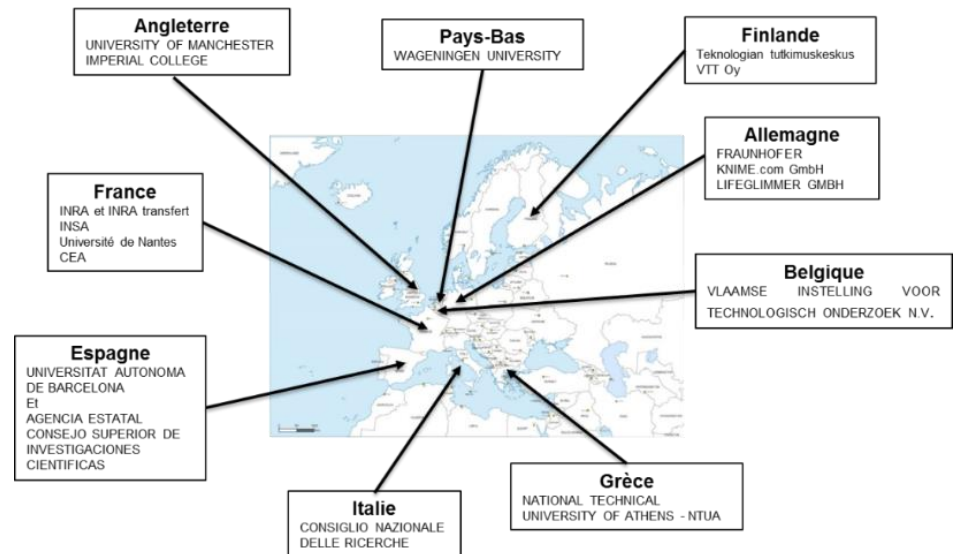 Angleterre
UNIVERSITY OF MANCHESTER
IMPERIAL COLLEGE
Pays-Bas
WAGENINGEN UNIVERSITY
Finlande
Teknologian tutkimuskeskus
VTT Oy
Allemagne
FRAUNHOFER
KNIME.com GmbH
LIFEGLIMMER GMBH
France
INRA et INRA transfert
INSA
Université de Nantes
CEA
Belgique
VLAAMSE INSTELLING VOOR
TECHNOLOGISCH ONDERZOEK N.V.
Espagne
UNIVERSITAT AUTONOMA
DE BARCELONA
Et
AGENCIA ESTATAL
CONSEJO SUPERIOR DE
INVESTIGACIONES
CIENTIFICAS
Grèce
NATIONAL TECHNICAL
UNIVERSITY OF ATHENS - NTUA
Italie
CONSIGLIO NAZIONALE
DELLE RICERCHE